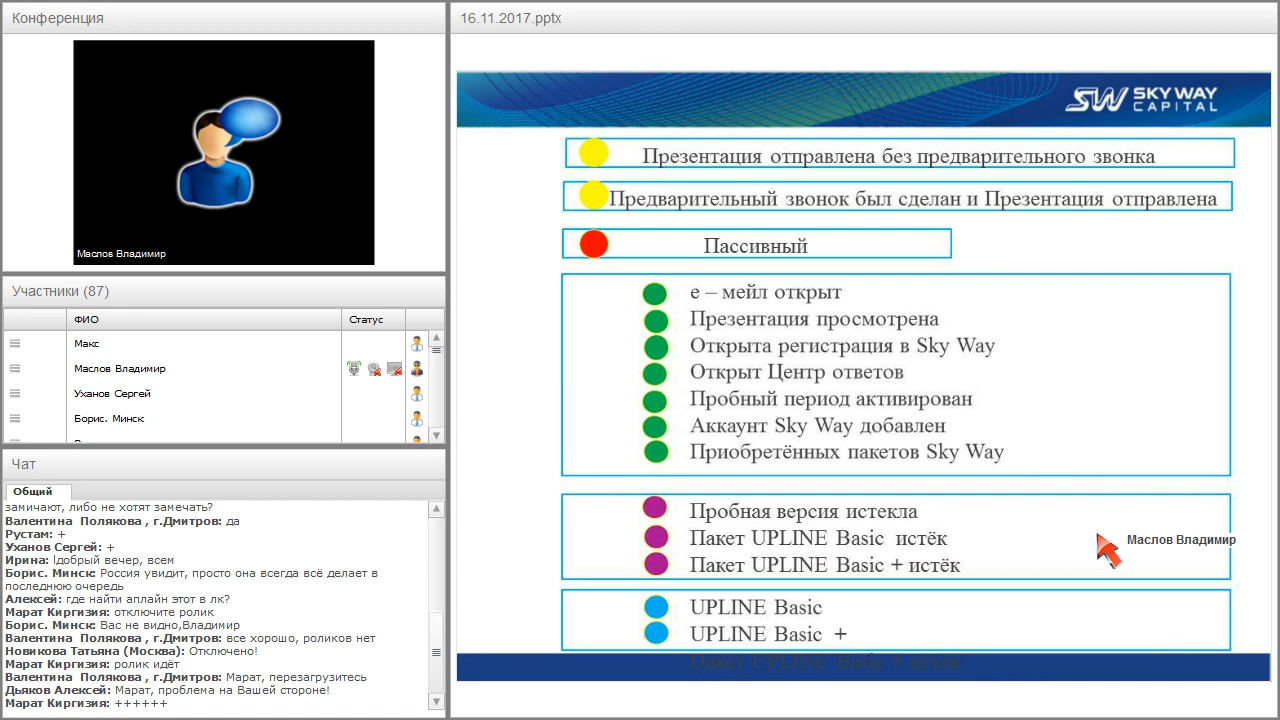 Конференция
Маслов Владимир
Участники (87)
ФИО
Статус
Макс
Маслов Владимир
Уханов Сергей
Борис. Минск
Чат
Общий
замичают, либо не хотят замечать?
Валентина Полякова , г.Дмитров: да
Рустам: +
Уханов Сергей: +
Ирина: !добрый вечер, всем
Борис. Минск: Россия увидит, просто она всегда всё делает в
последнюю очередь
Алексей: где найти аплайн этот в лк?
Марат Киргизия: отключите ролик
Борис. Минск: Вас не видно,Владимир
Валентина Полякова , г.Дмитров: все хорошо, роликов нет
Новикова Татьяна (Москва): Отключено!
Марат Киргизия: ролик идёт
Валентина Полякова , г.Дмитров: Марат, перезагрузитесь
Дьяков Алексей: Марат, проблема на Вашей стороне!
Марат Киргизия: ++++++
16.11.2017.pptx
SW SKY WAY
CAPITAL
Презентация отправлена без предварительного звонка
Предварительный звонок был сделан и Презентация отправлена
Пассивный
е – мейл открыт
Презентация просмотрена
Открыта регистрация в Sky Way
Открыт Центр ответов
Пробный период активирован
Аккаунт Sky Way добавлен
Приобретённых пакетов Sky Way
Пробная версия истекла
Пакет UPLINE Basic истёк
Пакет UPLINE Basic + истёк
Маслов Владимир
UPLINE Basic
UPLINE Basic +
Пакет UPLINE Basic + истёк